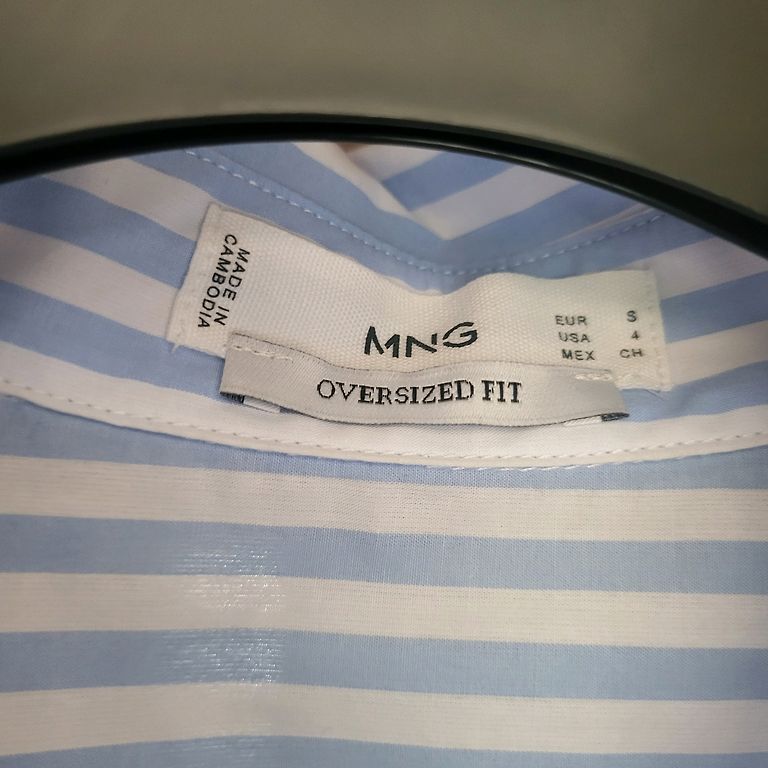 MADE IN
CAMBODIA
MNG
EUR S
USA 4
MEX CH
OVERSIZED FIT